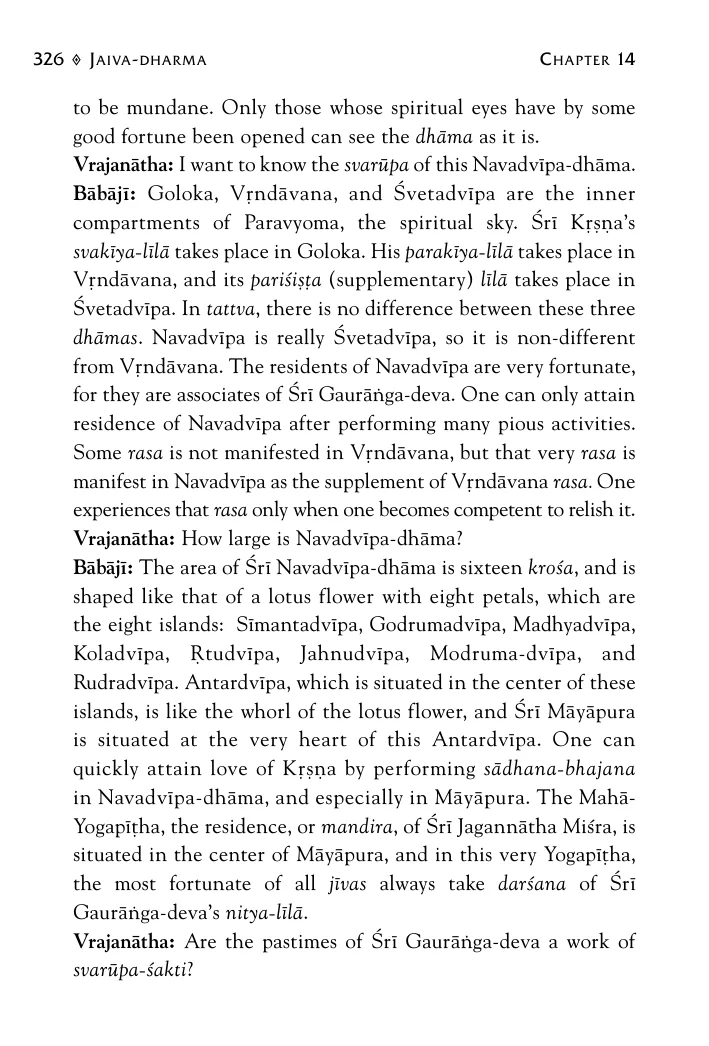 326 ◈ Jaiva-dharma Chapter 14
to be mundane. Only those whose spiritual eyes have by some
good fortune been opened can see the dhāma as it is.
Vrajanātha: I want to know the svarūpa of this Navadvīpa-dhāma.
Bābājī: Goloka, Vṛndāvana, and Śvetadvīpa are the inner
compartments of Paravyoma, the spiritual sky. Śrī Kṛṣṇa’s
svakīya-līlā takes place in Goloka. His parakīya-līlā takes place in
Vṛndāvana, and its pariśiṣṭa (supplementary) līlā takes place in
Śvetadvīpa. In tattva, there is no difference between these three
dhāmas. Navadvīpa is really Śvetadvīpa, so it is non-different
from Vṛndāvana. The residents of Navadvīpa are very fortunate,
for they are associates of Śrī Gaurāṅga-deva. One can only attain
residence of Navadvīpa after performing many pious activities.
Some rasa is not manifested in Vṛndāvana, but that very rasa is
manifest in Navadvīpa as the supplement of Vṛndāvana rasa. One
experiences that rasa only when one becomes competent to relish it.
Vrajanātha: How large is Navadvīpa-dhāma?
Bābājī: The area of Śrī Navadvīpa-dhāma is sixteen krośa, and is
shaped like that of a lotus flower with eight petals, which are
the eight islands: Sīmantadvīpa, Godrumadvīpa, Madhyadvīpa,
Koladvīpa, Ṛtudvīpa, Jahnudvīpa, Modruma-dvīpa, and
Rudradvīpa. Antardvīpa, which is situated in the center of these
islands, is like the whorl of the lotus flower, and Śrī Māyāpura
is situated at the very heart of this Antardvīpa. One can
quickly attain love of Kṛṣṇa by performing sādhana-bhajana
in Navadvīpa-dhāma, and especially in Māyāpura. The Mahā-
Yogapīṭha, the residence, or mandira, of Śrī Jagannātha Miśra, is
situated in the center of Māyāpura, and in this very Yogapīṭha,
the most fortunate of all jīvas always take darśana of Śrī
Gaurāṅga-deva’s nitya-līlā.
Vrajanātha: Are the pastimes of Śrī Gaurāṅga-deva a work of
svarūpa-śakti?